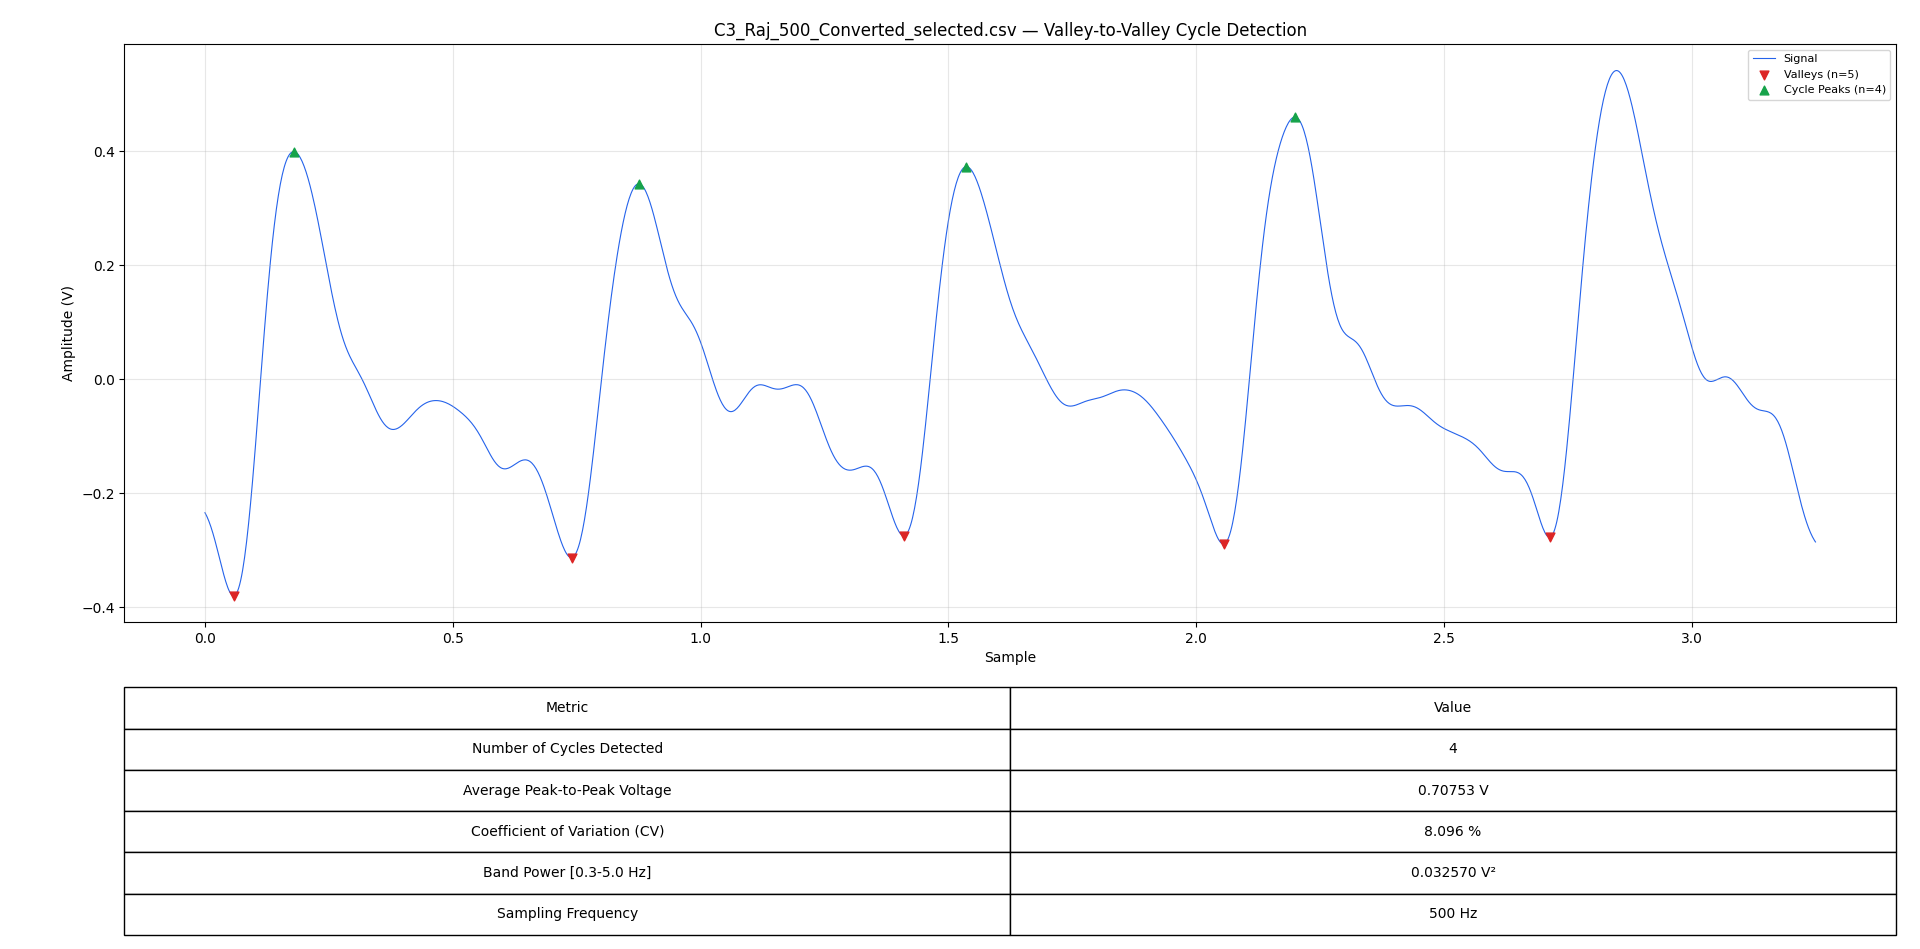 C3_Raj_500_Converted_selected.csv — Valley-to-Valley Cycle Detection
Signal
Valleys (n=5)
Cycle Peaks (n=4)
Amplitude (V)
0.4
0.2
0.0
−0.2
−0.4
0.0 0.5 1.0 1.5 2.0 2.5 3.0
Sample
Metric Value
Number of Cycles Detected 4
Average Peak-to-Peak Voltage 0.70753 V
Coefficient of Variation (CV) 8.096 %
Band Power [0.3-5.0 Hz] 0.032570 V²
Sampling Frequency 500 Hz